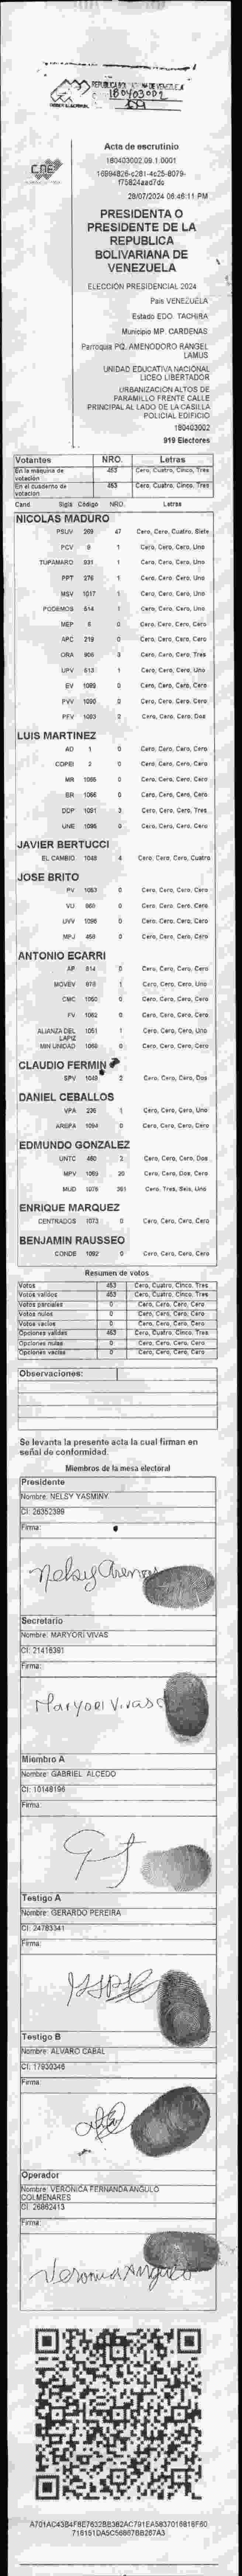 REPUBLICA BOLIVARIANA DE VENEZUELA
180403002
CNE
Acta de escrutinio
180403002.09.1.0001
28/07/2024 06:46:11 PM
PRESIDENTA O
PRESIDENTE DE LA
REPUBLICA
BOLIVARIANA DE
VENEZUELA
ELECCIÓN PRESIDENCIAL 2024
Pais VENEZUELA
Estado EDO. TACHIRA
Municipio MP. CARDENAS
Parroquia PQ. AMENODORO RANGEL
LAMUS
UNIDAD EDUCATIVA NACIONAL
LICEO LIBERTADOR
URBANIZACION ALTOS DE
PARAMILLO FRENTE CALLE
PRINCIPAL AL LADO DE LA CASILLA
POLICIAL EDIFICIO
180403002
919 Electores
Votantes NRO. Letras
En la máquina de votación 453 Cero, Cuatro, Cinco, Tres
En el cuaderno de votación 453 Cero, Cuatro, Cinco, Tres
Cand Sigla Código NRO. Letras
NICOLAS MADURO
PSUV 269 47 Cero, Cero, Cuatro, Siete
PCV 9 1 Cero, Cero, Cero, Uno
TUPAMARO 931 1 Cero, Cero, Cero, Uno
PPT 276 1 Cero, Cero, Cero, Uno
MSV 1017 1 Cero, Cero, Cero, Uno
PODEMOS 514 1 Cero, Cero, Cero, Uno
MEP 5 0 Cero, Cero, Cero, Cero
APC 219 0 Cero, Cero, Cero, Cero
ORA 906 3 Cero, Cero, Cero, Tres
UPV 613 1 Cero, Cero, Cero, Uno
EV 1089 0 Cero, Cero, Cero, Cero
PVV 1090 0 Cero, Cero, Cero, Cero
PFV 1093 2 Cero, Cero, Cero, Dos
LUIS MARTINEZ
AD 1 0 Cero, Cero, Cero, Cero
COPEI 2 0 Cero, Cero, Cero, Cero
MR 1065 0 Cero, Cero, Cero, Cero
BR 1066 0 Cero, Cero, Cero, Cero
DDP 1091 3 Cero, Cero, Cero, Tres
UNE 1095 0 Cero, Cero, Cero, Cero
JAVIER BERTUCCI
EL CAMBIO 1048 4 Cero, Cero, Cero, Cuatro
JOSE BRITO
PV 1053 0 Cero, Cero, Cero, Cero
VU 960 0 Cero, Cero, Cero, Cero
UVV 1096 0 Cero, Cero, Cero, Cero
MPJ 458 0 Cero, Cero, Cero, Cero
ANTONIO ECARRI
AP 914 0 Cero, Cero, Cero, Cero
MOVEV 978 1 Cero, Cero, Cero, Uno
CMC 1050 0 Cero, Cero, Cero, Cero
FV 1062 0 Cero, Cero, Cero, Cero
ALIANZA DEL LAPIZ 1051 1 Cero, Cero, Cero, Uno
MIN UNIDAD 1060 0 Cero, Cero, Cero, Cero
CLAUDIO FERMIN
SPV 1049 2 Cero, Cero, Cero, Dos
DANIEL CEBALLOS
VPA 236 1 Cero, Cero, Cero, Uno
AREPA 1094 0 Cero, Cero, Cero, Cero
EDMUNDO GONZALEZ
UNTC 460 2 Cero, Cero, Cero, Dos
MPV 1069 20 Cero, Cero, Dos, Cero
MUD 1076 361 Cero, Tres, Seis, Uno
ENRIQUE MARQUEZ
CENTRADOS 1073 0 Cero, Cero, Cero, Cero
BENJAMIN RAUSSEO
CONDE 1092 0 Cero, Cero, Cero, Cero
Resumen de votos
Votos 453 Cero, Cuatro, Cinco, Tres
Votos validos 453 Cero, Cuatro, Cinco, Tres
Votos parciales 0 Cero, Cero, Cero, Cero
Votos nulos 0 Cero, Cero, Cero, Cero
Votos vacios 0 Cero, Cero, Cero, Cero
Opciones validas 453 Cero, Cuatro, Cinco, Tres
Opciones nulas 0 Cero, Cero, Cero, Cero
Opciones vacias 0 Cero, Cero, Cero, Cero
Observaciones:
Se levanta la presente acta la cual firman en
señal de conformidad.
Miembros de la mesa electoral
Presidente
Nombre: NELSY YASMINY
CI: 26352399
Firma:
Nelsy Arenas
Secretario
Nombre: MARYORI VIVAS
CI: 21416391
Firma:
Maryori Vivas
Miembro A
Nombre: GABRIEL ALCEDO
CI: 10148196
Firma:
Testigo A
Nombre: GERARDO PEREIRA
CI: 24783341
Firma:
Testigo B
Nombre: ALVARO CABAL
CI: 17930346
Firma:
Operador
Nombre: VERONICA FERNANDA ANGULO
COLMENARES
CI: 26862413
Firma:
Veronica Angulo